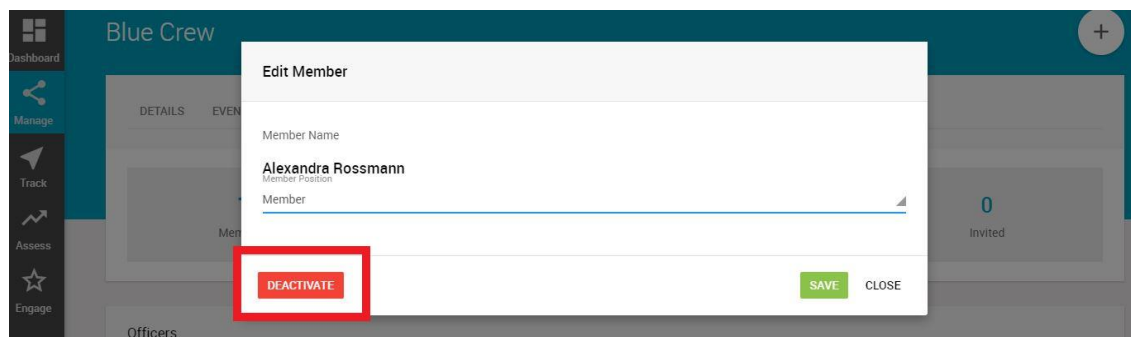 Blue Crew
+
Dashboard
Manage
Track
Assess
Engage
DETAILS EVEN
Edit Member
Member Name
Alexandra Rossmann
Member Position
Member
Mem
0
Invited
DEACTIVATE
SAVE CLOSE
Officers